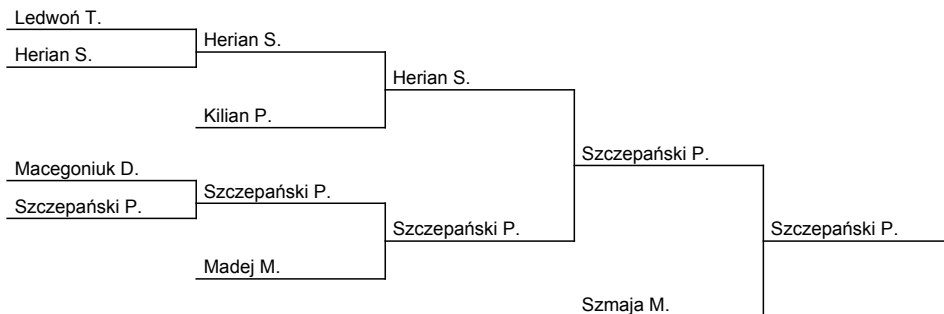 Ledwoń T.
Herian S.
Herian S.
Herian S.
Kilian P.
Szczepański P.
Macegoniuk D.
Szczepański P.
Szczepański P.
Szczepański P.
Szczepański P.
Madej M.
Szmaja M.